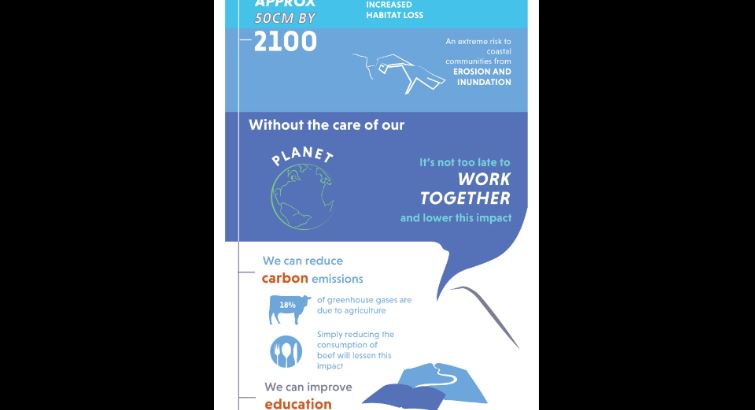 APPROX
50CM BY
2100
INCREASED
HABITAT LOSS
An extreme risk to
coastal
communities from
EROSION AND
INUNDATION
Without the care of our
PLANET
It's not too late to
WORK
TOGETHER
and lower this impact
We can reduce
carbon emissions
18%
of greenhouse gases are
due to agriculture
Simply reducing the
consumption of
beef will lessen this
impact
We can improve
education